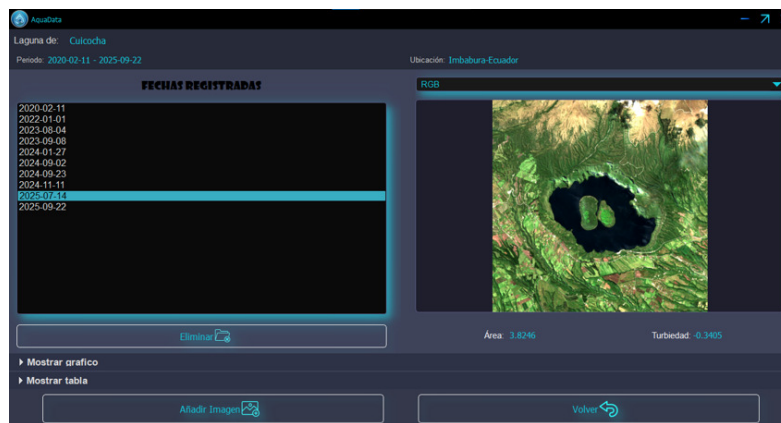 AquaData
Laguna de: Cuicocha
Periodo: 2020-02-11 - 2025-09-22
Ubicación: Imbabura-Ecuador
FECHAS REGISTRADAS
RGB
2020-02-11
2022-01-01
2023-08-04
2023-09-08
2024-01-27
2024-09-02
2024-09-23
2024-11-11
2025-07-14
2025-09-22
Eliminar
Área: 3.8246
Turbiedad: -0.3405
Mostrar grafico
Mostrar tabla
Añadir Imagen
Volver